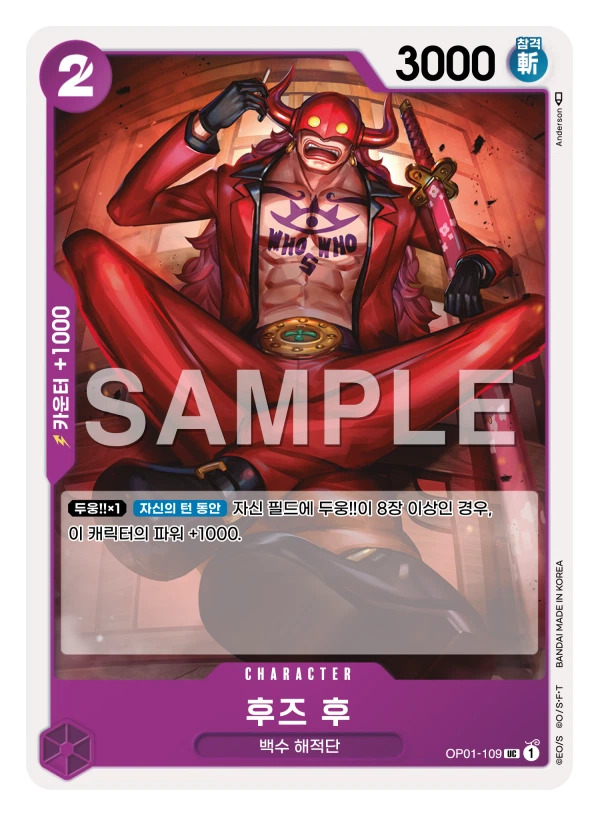 2
3000
참격
斬
Anderson
WHO WHO
S
카운터 +1000
SAMPLE
두웅!!×1 자신의 턴 동안 자신 필드에 두웅!!이 8장 이상인 경우,
이 캐릭터의 파워 +1000.
CHARACTER
후즈 후
백수 해적단
OP01-109 UC 1
©EO/S ©O/S·F·T BANDAI MADE IN KOREA